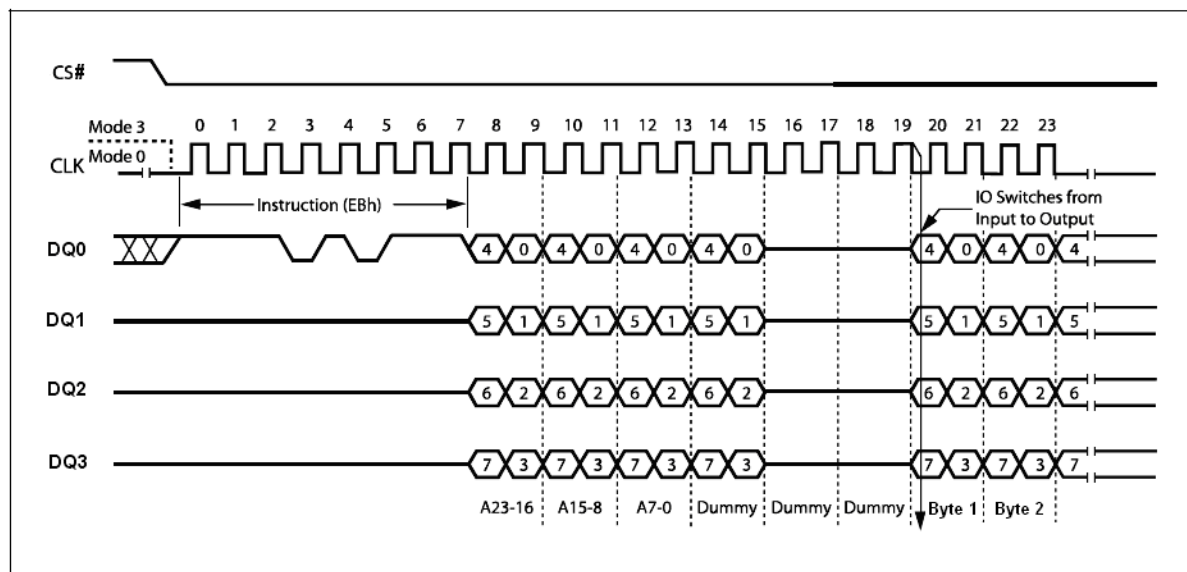 CS#
Mode 3
0 1 2 3 4 5 6 7 8 9 10 11 12 13 14 15 16 17 18 19 20 21 22 23
CLK
Mode 0
Instruction (EBh)
IO Switches from
Input to Output
DQ0
4 0 4 0 4 0 4 0 4 0 4 0 4
DQ1
5 1 5 1 5 1 5 1 5 1 5 1 5
DQ2
6 2 6 2 6 2 6 2 6 2 6 2 6
DQ3
7 3 7 3 7 3 7 3 7 3 7 3 7
A23-16 A15-8 A7-0 Dummy Dummy Dummy Byte 1 Byte 2